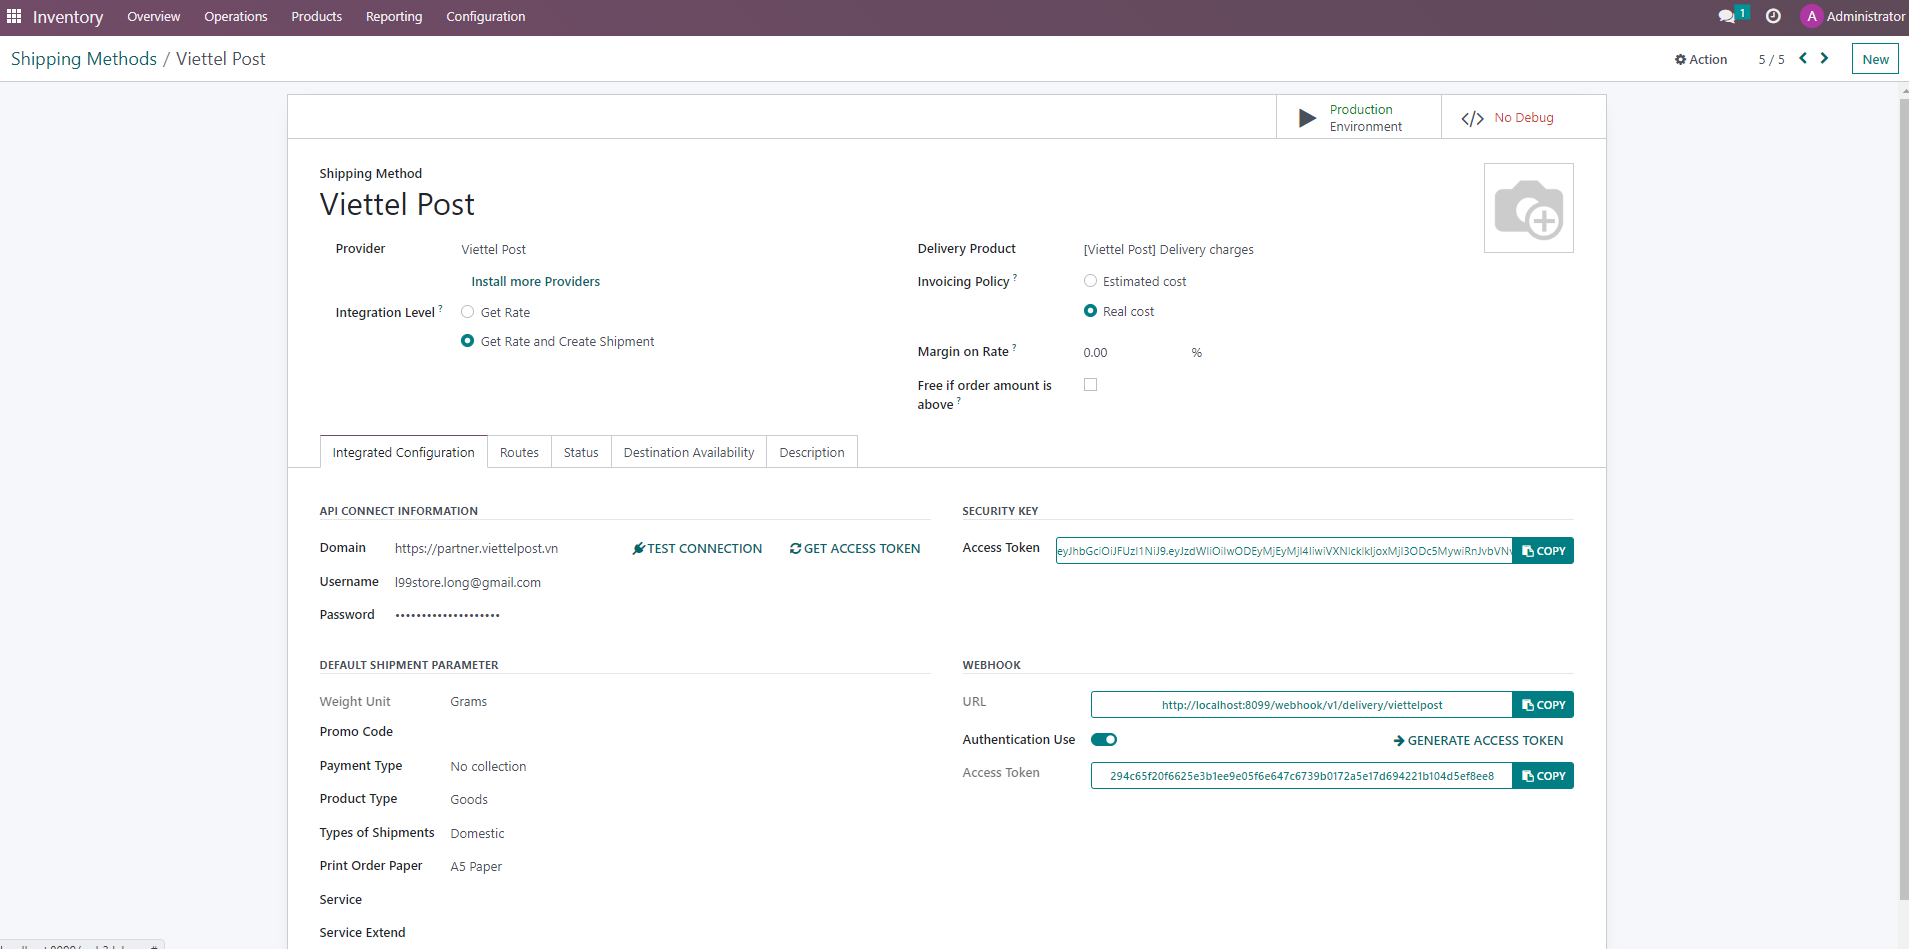 Inventory Overview Operations Products Reporting Configuration 1 A Administrator
Shipping Methods / Viettel Post Action 5 / 5 New
Production Environment
No Debug
Shipping Method
Viettel Post
Provider Viettel Post
Install more Providers
Integration Level ? Get Rate
Get Rate and Create Shipment
Delivery Product [Viettel Post] Delivery charges
Invoicing Policy ? Estimated cost
Real cost
Margin on Rate ? 0.00 %
Free if order amount is
above ?
Integrated Configuration Routes Status Destination Availability Description
API CONNECT INFORMATION
Domain https://partner.viettelpost.vn TEST CONNECTION GET ACCESS TOKEN
Username l99store.long@gmail.com
Password ••••••••••••••••••••
SECURITY KEY
Access Token COPY
DEFAULT SHIPMENT PARAMETER
Weight Unit Grams
Promo Code
Payment Type No collection
Product Type Goods
Types of Shipments Domestic
Print Order Paper A5 Paper
Service
Service Extend
WEBHOOK
URL http://localhost:8099/webhook/v1/delivery/viettelpost COPY
Authentication Use GENERATE ACCESS TOKEN
Access Token 294c65f20f6625e3b1ee9e05f6e647c6739b0172a5e17d694221b104d5ef8ee8 COPY